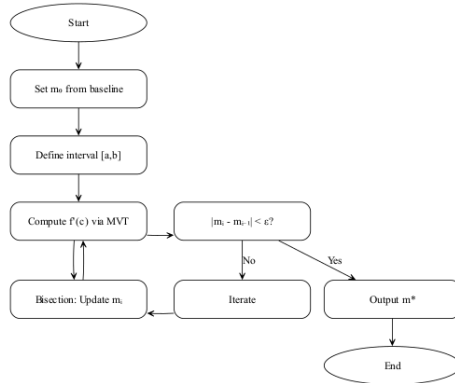 Start
Set m₀ from baseline
Define interval [a,b]
Compute f'(c) via MVT
|mᵢ - mᵢ₋₁| < ε?
No
Yes
Bisection: Update mᵢ
Iterate
Output m*
End